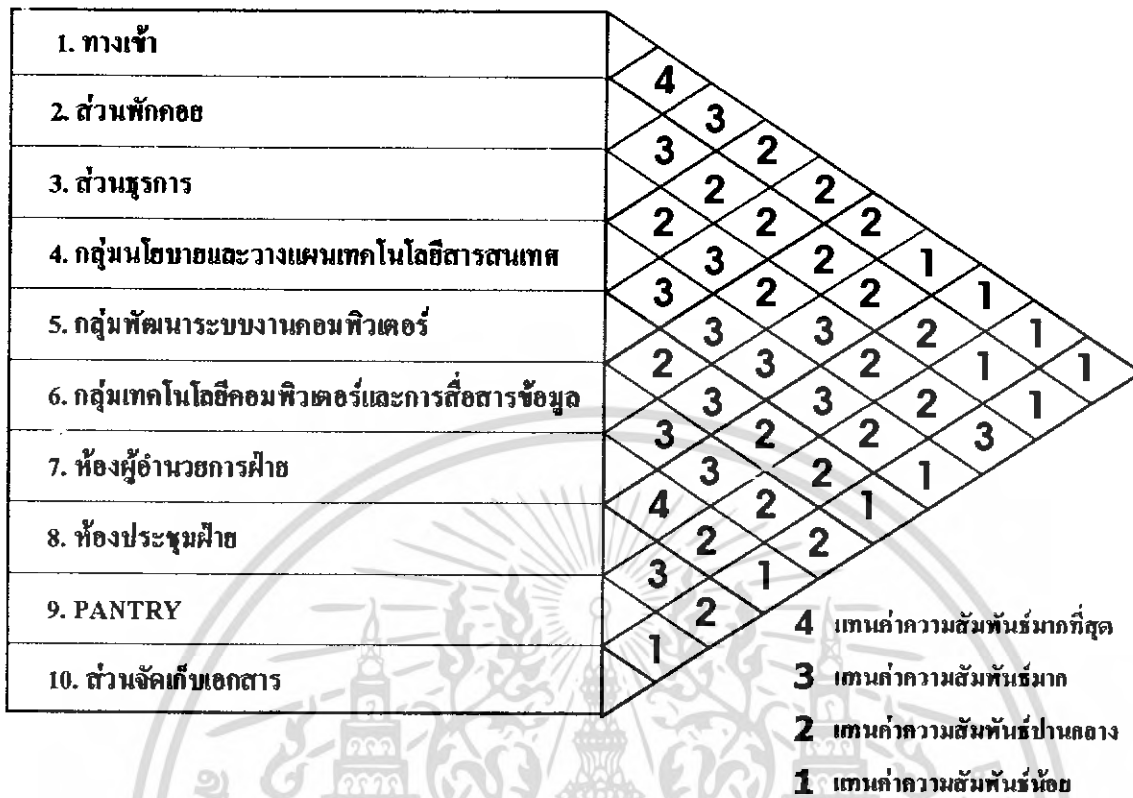 1. ทางเข้า
2. ส่วนพักคอย
3. ส่วนธุรการ
4. กลุ่มนโยบายและวางแผนเทคโนโลยีสารสนเทศ
5. กลุ่มพัฒนาระบบงานคอมพิวเตอร์
6. กลุ่มเทคโนโลยีคอมพิวเตอร์และการสื่อสารข้อมูล
7. ห้องผู้อำนวยการฝ่าย
8. ห้องประชุมฝ่าย
9. PANTRY
10. ส่วนจัดเก็บเอกสาร
4
3
3 2
2 2
2 2 2
3 2 1
3 2 2 1
3 3 2 1
2 3 2 1 1
3 3 2 1
3 2 2 3
3 2 1
4 2 1
2 2
3 1
2
1
4 แทนค่าความสัมพันธ์มากที่สุด
3 แทนค่าความสัมพันธ์มาก
2 แทนค่าความสัมพันธ์ปานกลาง
1 แทนค่าความสัมพันธ์น้อย